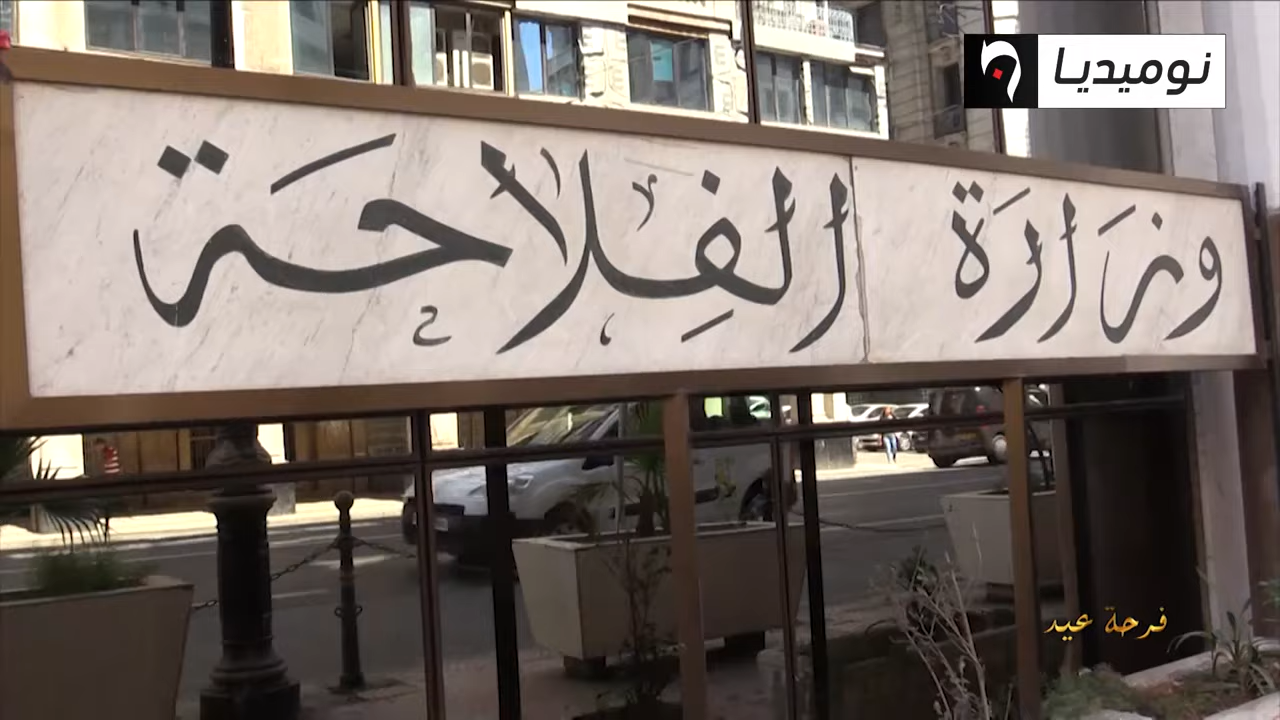 نوميديا
وزارة الفلاحة
فرحة عيد